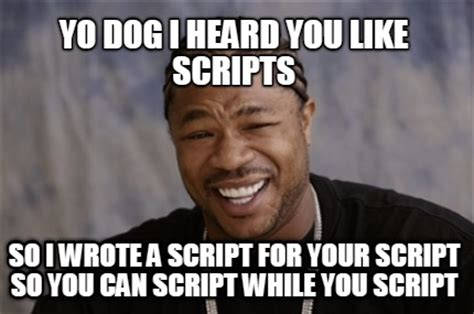 YO DOG I HEARD YOU LIKE
SCRIPTS
SO I WROTE A SCRIPT FOR YOUR SCRIPT
SO YOU CAN SCRIPT WHILE YOU SCRIPT